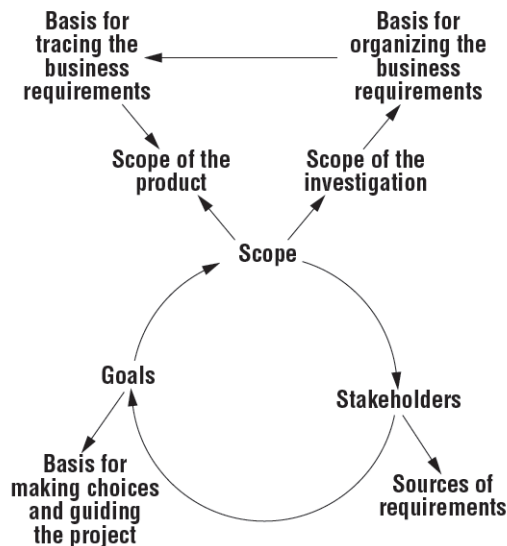 Basis for
tracing the
business
requirements
Basis for
organizing the
business
requirements
Scope of the
product
Scope of the
investigation
Scope
Goals
Stakeholders
Basis for
making choices
and guiding
the project
Sources of
requirements